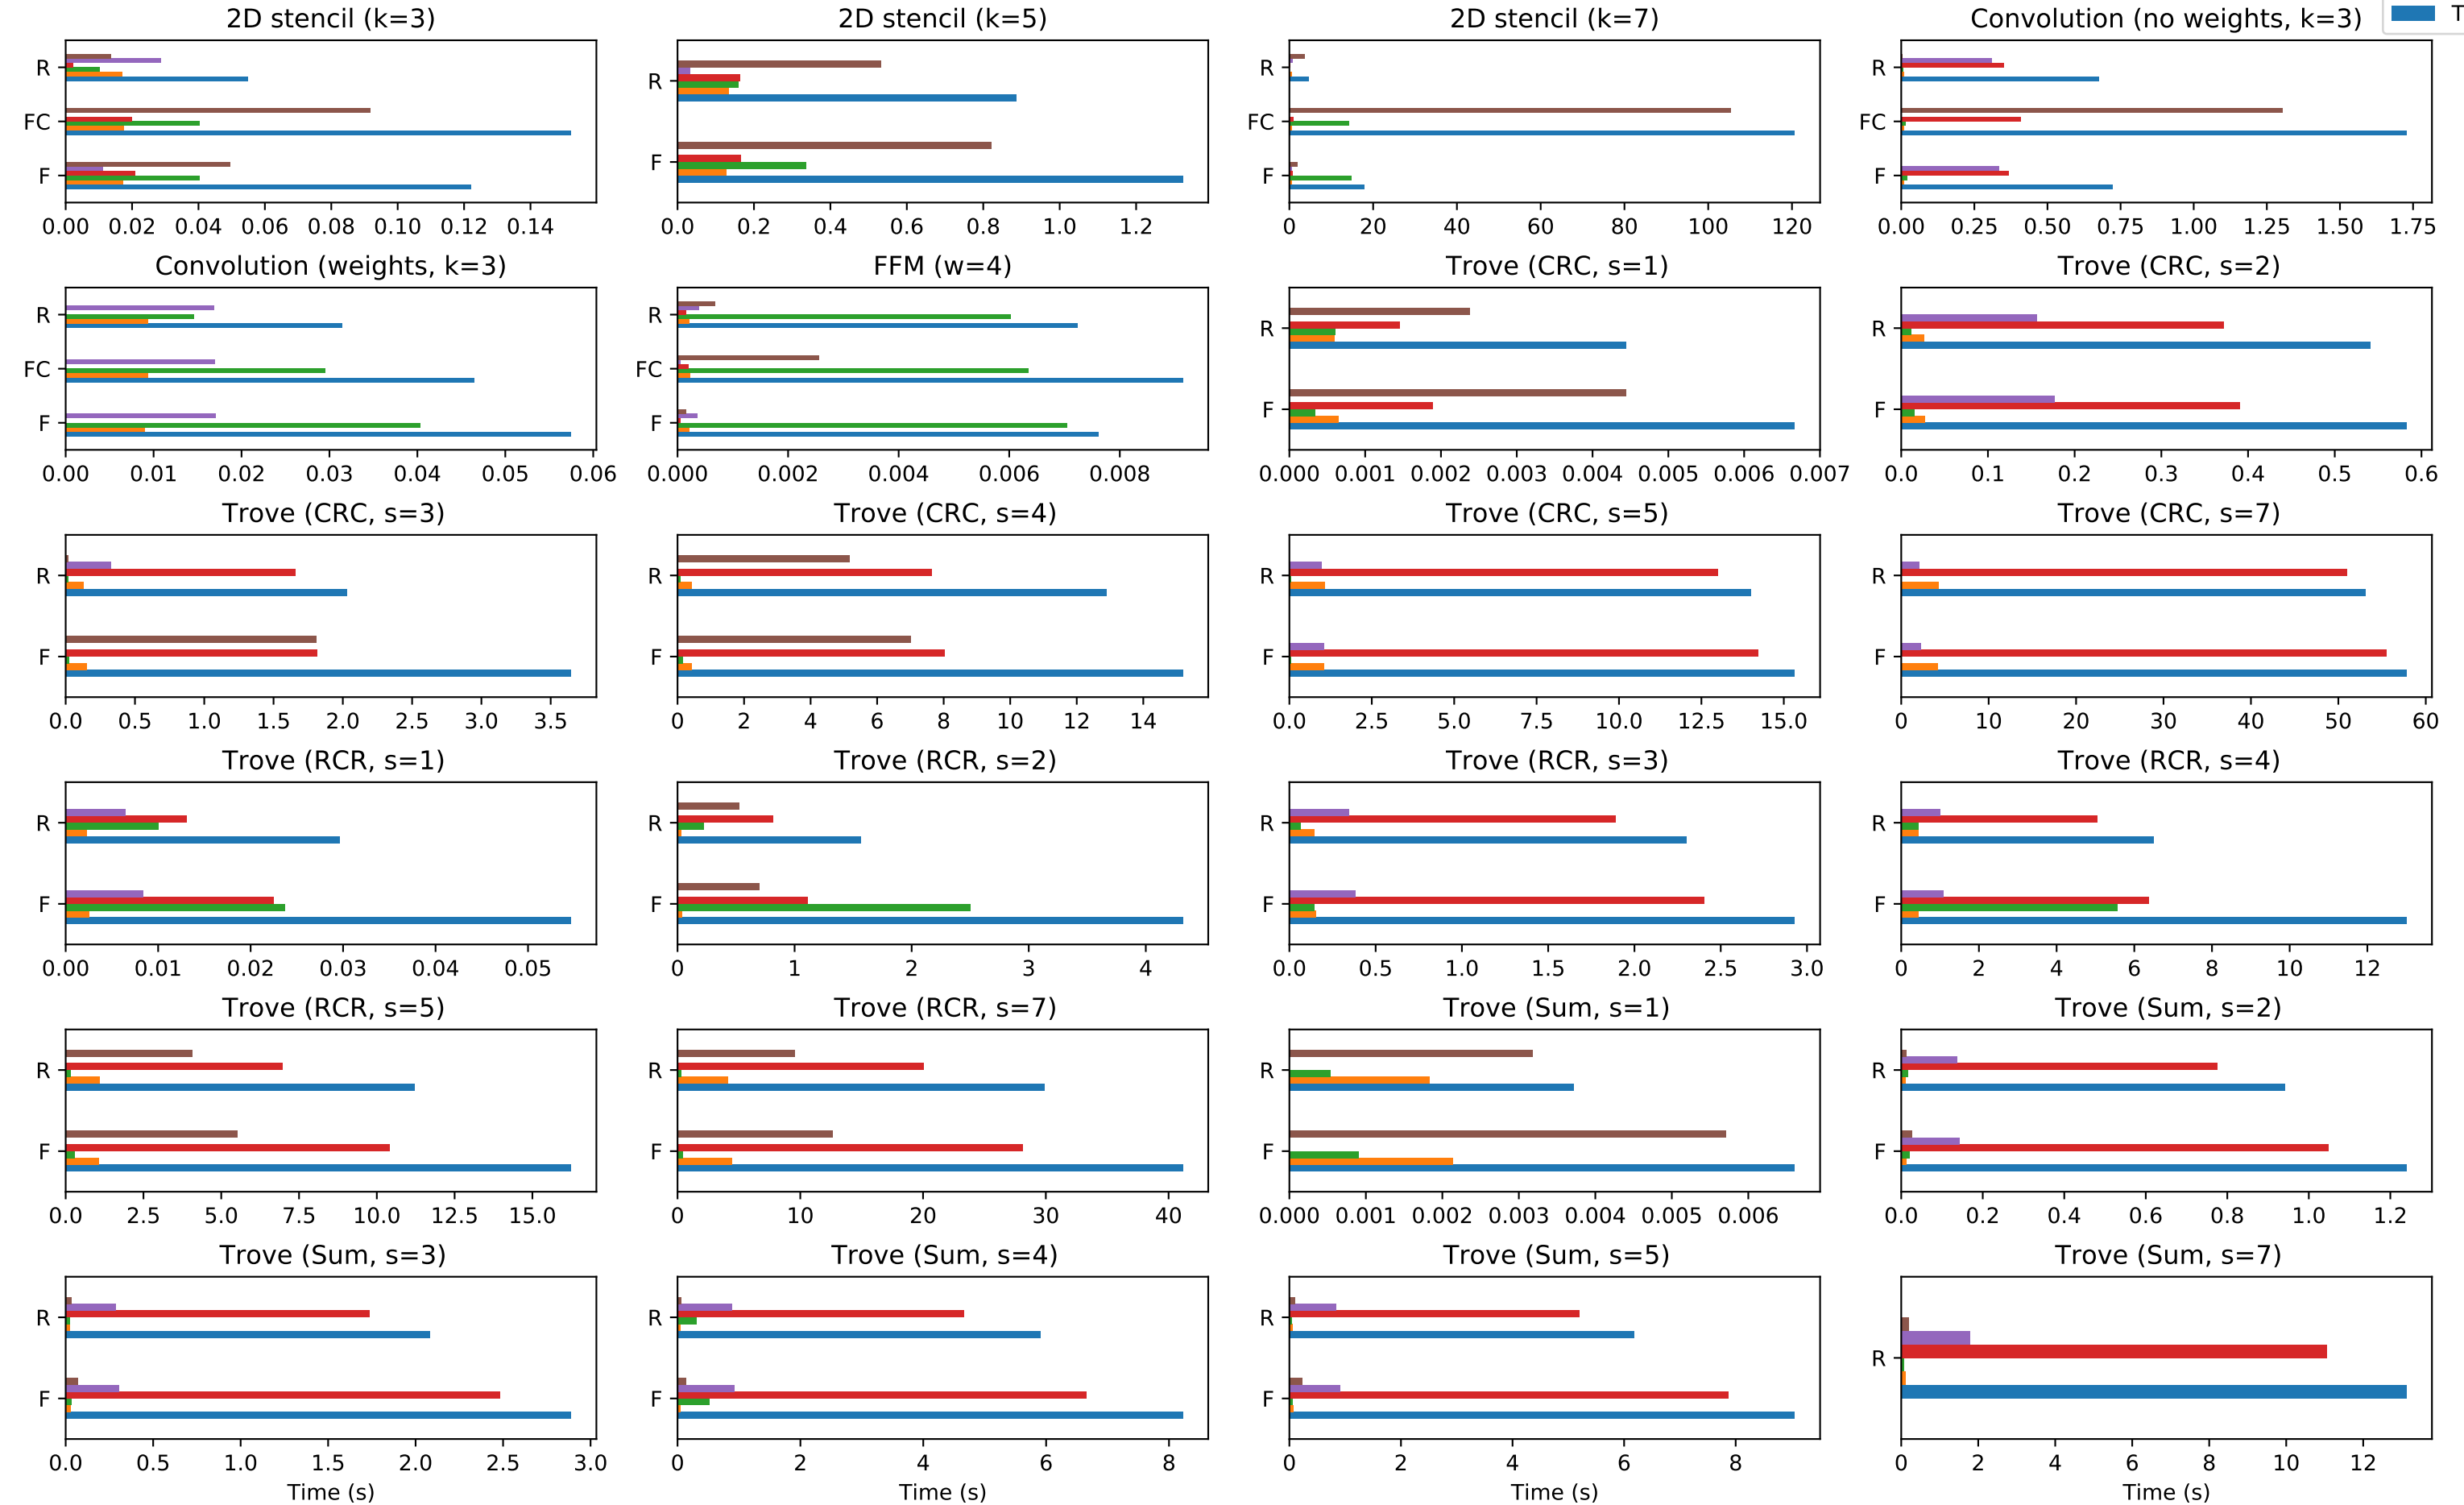 2D stencil (k=3) 2D stencil (k=5) 2D stencil (k=7) Convolution (no weights, k=3)
R R R R
FC FC FC
F F F F
0.00 0.02 0.04 0.06 0.08 0.10 0.12 0.14 0.0 0.2 0.4 0.6 0.8 1.0 1.2 0 20 40 60 80 100 120 0.00 0.25 0.50 0.75 1.00 1.25 1.50 1.75
Convolution (weights, k=3) FFM (w=4) Trove (CRC, s=1) Trove (CRC, s=2)
R R R R
FC FC
F F F F
0.00 0.01 0.02 0.03 0.04 0.05 0.06 0.000 0.002 0.004 0.006 0.008 0.000 0.001 0.002 0.003 0.004 0.005 0.006 0.007 0.0 0.1 0.2 0.3 0.4 0.5 0.6
Trove (CRC, s=3) Trove (CRC, s=4) Trove (CRC, s=5) Trove (CRC, s=7)
R R R R
F F F F
0.0 0.5 1.0 1.5 2.0 2.5 3.0 3.5 0 2 4 6 8 10 12 14 0.0 2.5 5.0 7.5 10.0 12.5 15.0 0 10 20 30 40 50 60
Trove (RCR, s=1) Trove (RCR, s=2) Trove (RCR, s=3) Trove (RCR, s=4)
R R R R
F F F F
0.00 0.01 0.02 0.03 0.04 0.05 0 1 2 3 4 0.0 0.5 1.0 1.5 2.0 2.5 3.0 0 2 4 6 8 10 12
Trove (RCR, s=5) Trove (RCR, s=7) Trove (Sum, s=1) Trove (Sum, s=2)
R R R R
F F F F
0.0 2.5 5.0 7.5 10.0 12.5 15.0 0 10 20 30 40 0.000 0.001 0.002 0.003 0.004 0.005 0.006 0.0 0.2 0.4 0.6 0.8 1.0 1.2
Trove (Sum, s=3) Trove (Sum, s=4) Trove (Sum, s=5) Trove (Sum, s=7)
R R R R
F F F
0.0 0.5 1.0 1.5 2.0 2.5 3.0 0 2 4 6 8 0 2 4 6 8 0 2 4 6 8 10 12
Time (s) Time (s) Time (s) Time (s)